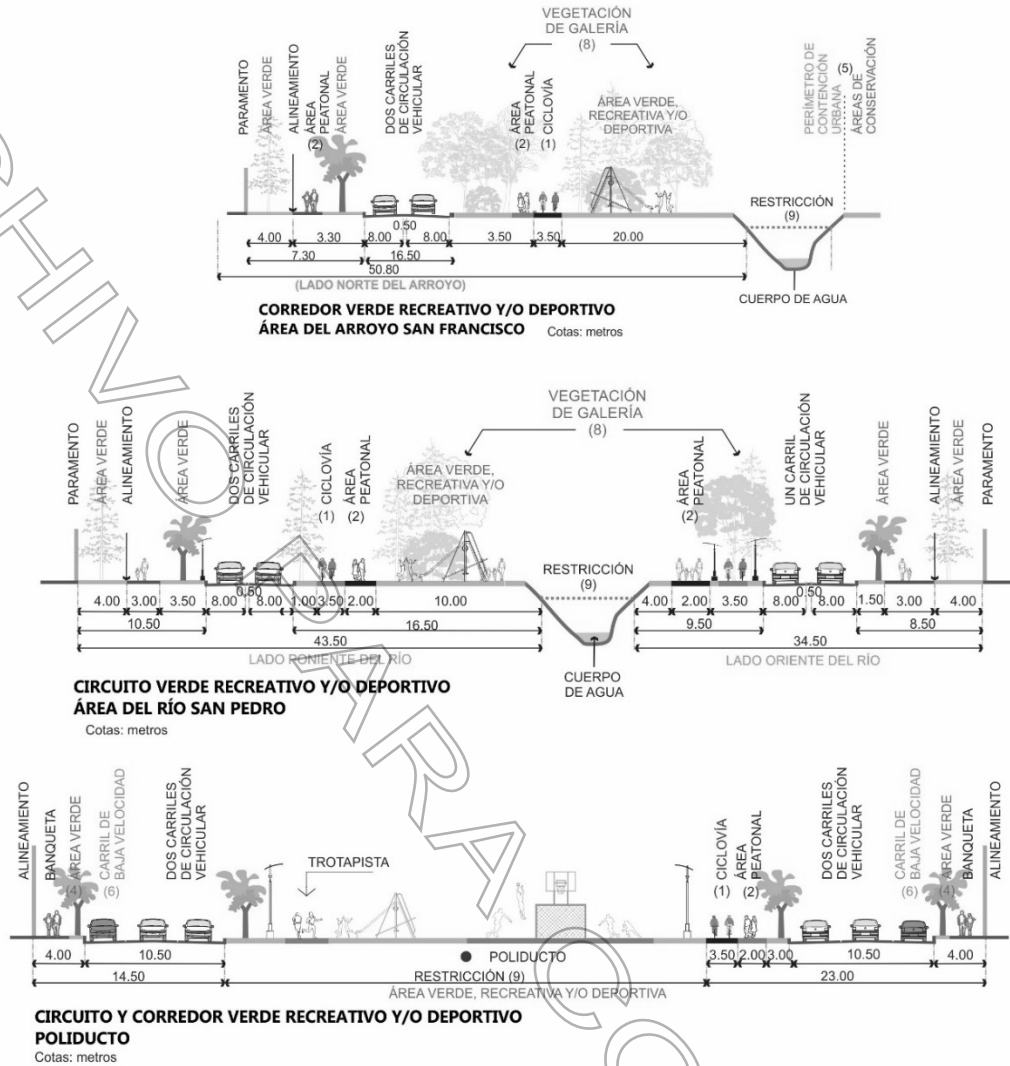 VEGETACIÓN
DE GALERÍA
(8)
PARAMENTO
ÁREA VERDE
ALINEAMIENTO
ÁREA
PEATONAL
(2)
ÁREA VERDE
DOS CARRILES
DE CIRCULACIÓN
VEHICULAR
ÁREA
PEATONAL
(2)
CICLOVÍA
(1)
ÁREA VERDE,
RECREATIVA Y/O
DEPORTIVA
PERÍMETRO DE
CONTENCIÓN
URBANA
(5)
ÁREAS DE
CONSERVACIÓN
RESTRICCIÓN
(9)
0.50
4.00 3.30 8.00 8.00 3.50 3.50 20.00
7.30 16.50
50.80
(LADO NORTE DEL ARROYO)
CUERPO DE AGUA
CORREDOR VERDE RECREATIVO Y/O DEPORTIVO
ÁREA DEL ARROYO SAN FRANCISCO Cotas: metros
VEGETACIÓN
DE GALERÍA
(8)
PARAMENTO
ÁREA VERDE
ALINEAMIENTO
ÁREA VERDE
DOS CARRILES
DE CIRCULACIÓN
VEHICULAR
CICLOVÍA
(1)
ÁREA
PEATONAL
(2)
ÁREA VERDE,
RECREATIVA Y/O
DEPORTIVA
RESTRICCIÓN
(9)
ÁREA
PEATONAL
(2)
UN CARRIL
DE CIRCULACIÓN
VEHICULAR
ÁREA VERDE
ALINEAMIENTO
ÁREA VERDE
PARAMENTO
0.50 0.50
4.00 3.00 3.50 8.00 8.00 1.00 3.50 2.00 10.00 4.00 2.00 3.50 8.00 8.00 1.50 3.00 4.00
10.50 16.50 9.50 8.50
43.50 34.50
LADO PONIENTE DEL RÍO LADO ORIENTE DEL RÍO
CUERPO
DE AGUA
CIRCUITO VERDE RECREATIVO Y/O DEPORTIVO
ÁREA DEL RÍO SAN PEDRO
Cotas: metros
ALINEAMIENTO
BANQUETA
ÁREA VERDE
(4)
CARRIL DE
BAJA VELOCIDAD
(6)
DOS CARRILES
DE CIRCULACIÓN
VEHICULAR
TROTAPISTA
CICLOVÍA
(1)
ÁREA
PEATONAL
(2)
DOS CARRILES
DE CIRCULACIÓN
VEHICULAR
CARRIL DE
BAJA VELOCIDAD
(6)
ÁREA VERDE
(4)
BANQUETA
ALINEAMIENTO
POLIDUCTO
4.00 10.50 3.50 2.00 3.00 10.50 4.00
14.50 RESTRICCIÓN (9) 23.00
ÁREA VERDE, RECREATIVA Y/O DEPORTIVA
CIRCUITO Y CORREDOR VERDE RECREATIVO Y/O DEPORTIVO
POLIDUCTO
Cotas: metros
HIVO PARA CO